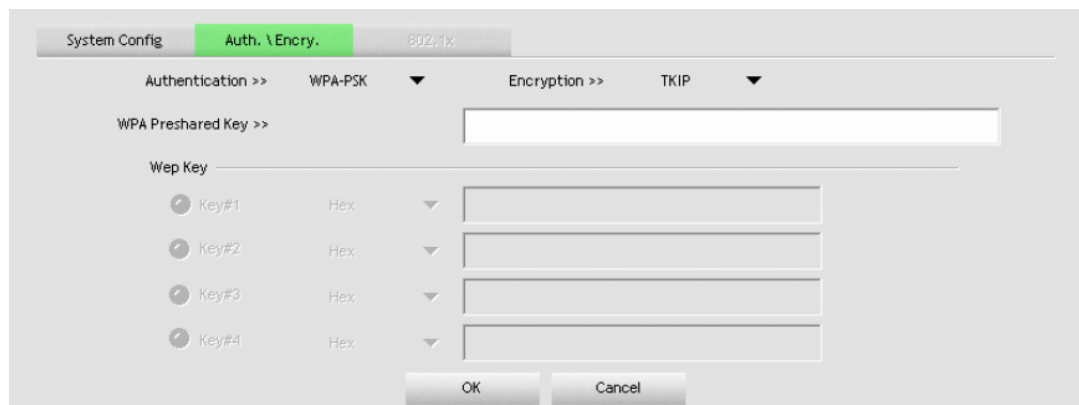 System Config Auth. \ Encry. 802.1x
Authentication >> WPA-PSK Encryption >> TKIP
WPA Preshared Key >>
Wep Key
Key#1 Hex
Key#2 Hex
Key#3 Hex
Key#4 Hex
OK Cancel